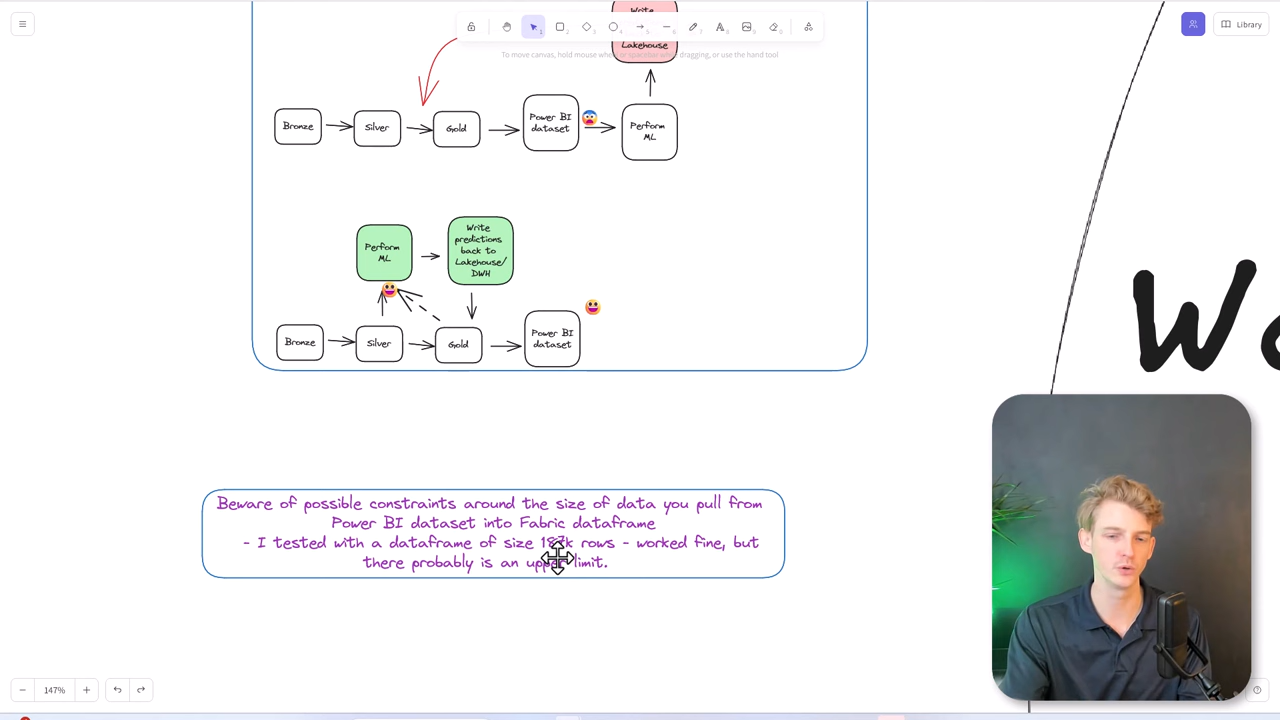 Write
Lakehouse
Library
To move canvas, hold mouse wheel or spacebar while dragging, or use the hand tool
Bronze
Silver
Gold
Power BI
dataset
Perform
ML
Perform
ML
Write
predictions
back to
Lakehouse/
DWH
Bronze
Silver
Gold
Power BI
dataset
Wo
Beware of possible constraints around the size of data you pull from
Power BI dataset into Fabric dataframe
- I tested with a dataframe of size rows - worked fine, but
there probably is an upper limit.
147%